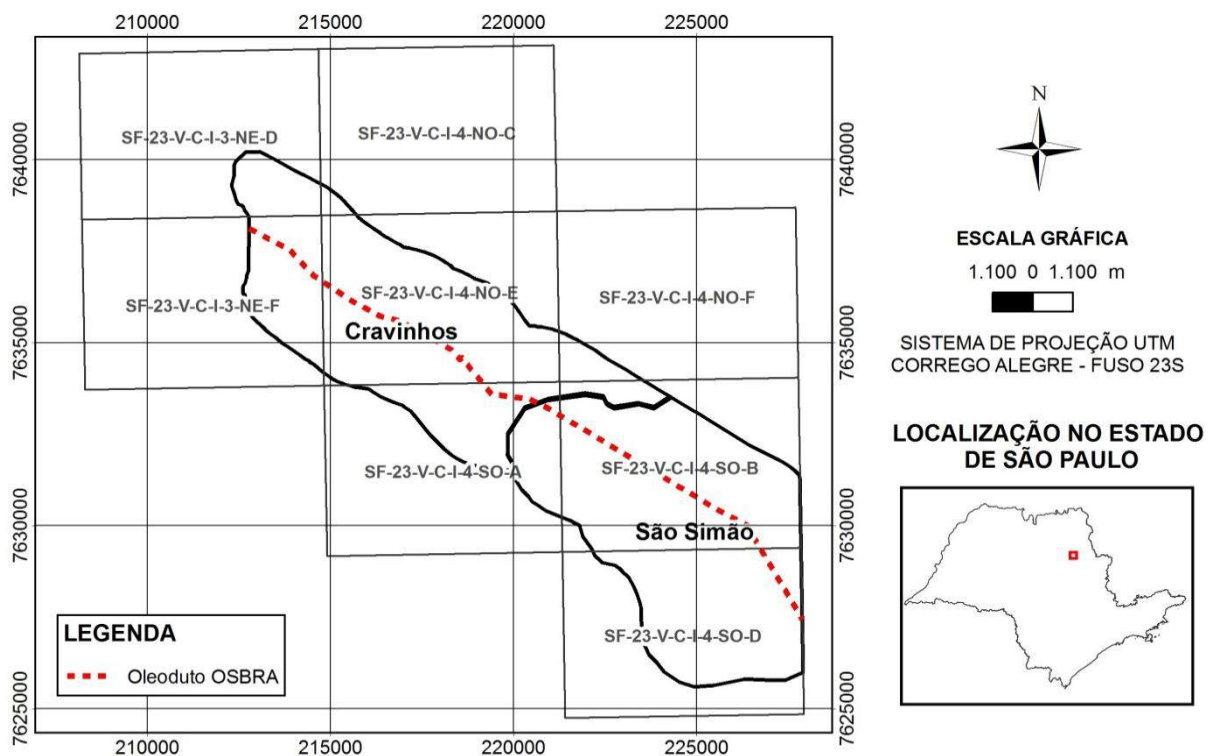 210000 215000 220000 225000
7640000
7635000
7630000
7625000
SF-23-V-C-I-3-NE-D
SF-23-V-C-I-4-NO-C
SF-23-V-C-I-3-NE-F
SF-23-V-C-I-4-NO-E
SF-23-V-C-I-4-NO-F
Cravinhos
SF-23-V-C-I-4-SO-A
SF-23-V-C-I-4-SO-B
São Simão
SF-23-V-C-I-4-SO-D
LEGENDA
Oleoduto OSBRA
7640000
7635000
7630000
7625000
210000 215000 220000 225000
N
ESCALA GRÁFICA
1.100 0 1.100 m
SISTEMA DE PROJEÇÃO UTM
CORREGO ALEGRE - FUSO 23S
LOCALIZAÇÃO NO ESTADO
DE SÃO PAULO